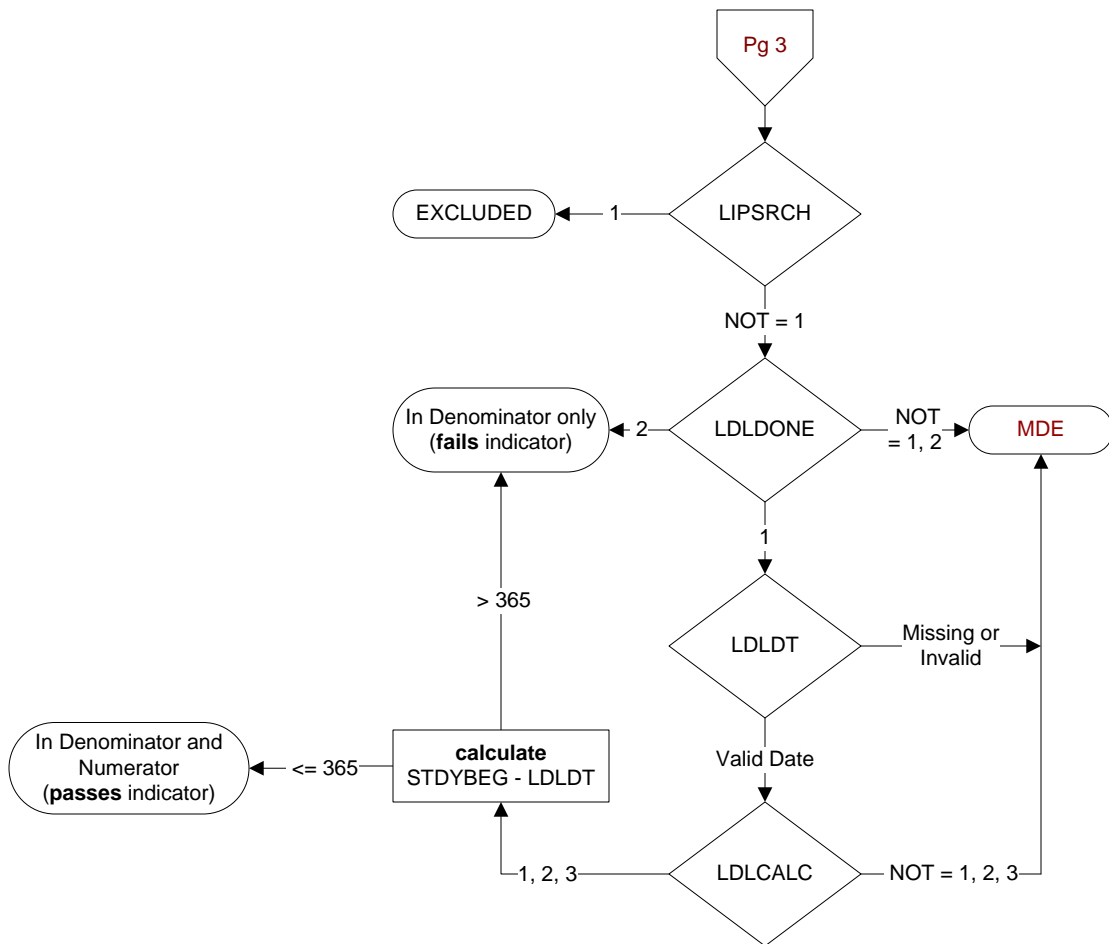 Pg 3
LIPSRCH
1
EXCLUDED
NOT = 1
LDLDONE
2
In Denominator only
(fails indicator)
NOT
= 1, 2
MDE
1
LDLDT
Missing or
Invalid
> 365
Valid Date
calculate
STDYBEG - LDLDT
<= 365
In Denominator and
Numerator
(passes indicator)
LDLCALC
1, 2, 3
NOT = 1, 2, 3